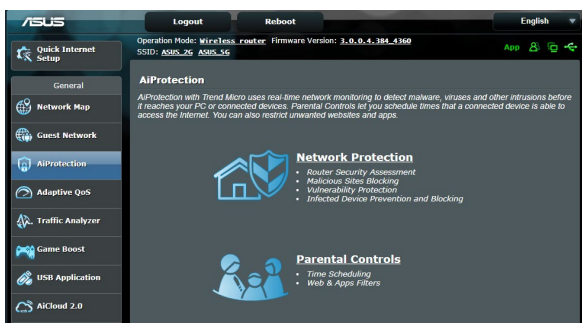 ASUS
Logout
Reboot
English
Quick Internet Setup
Operation Mode: Wireless router Firmware Version: 3.0.0.4.384_4360
SSID: ASUS_2G ASUS_5G
App
General
Network Map
Guest Network
AiProtection
Adaptive QoS
Traffic Analyzer
Game Boost
USB Application
AiCloud 2.0
AiProtection
AiProtection with Trend Micro uses real-time network monitoring to detect malware, viruses and other intrusions before
it reaches your PC or connected devices. Parental Controls let you schedule times that a connected device is able to
access the Internet. You can also restrict unwanted websites and apps.
Network Protection
• Router Security Assessment
• Malicious Sites Blocking
• Vulnerability Protection
• Infected Device Prevention and Blocking
Parental Controls
• Time Scheduling
• Web & Apps Filters